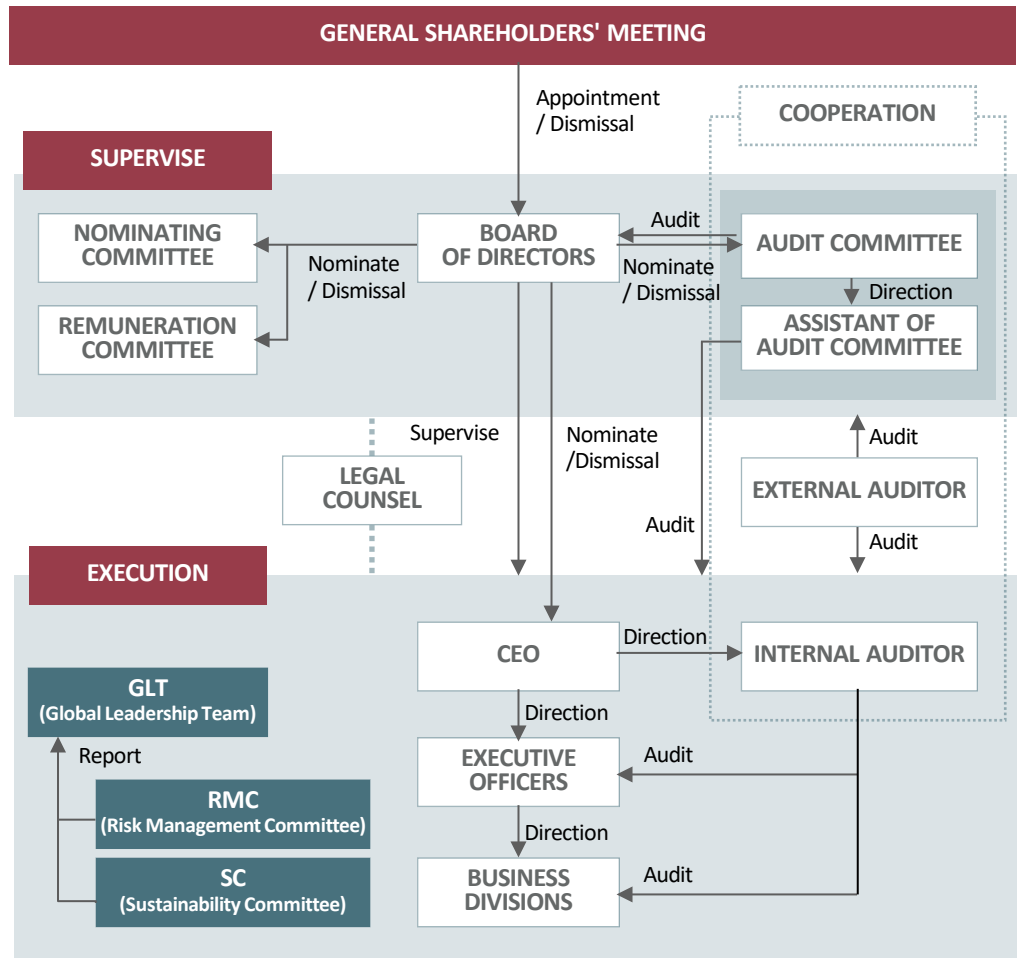 GENERAL SHAREHOLDERS' MEETING
Appointment
/ Dismissal
COOPERATION
SUPERVISE
NOMINATING
COMMITTEE
BOARD
OF DIRECTORS
Audit
AUDIT COMMITTEE
Nominate
/ Dismissal
Nominate
/ Dismissal
Direction
REMUNERATION
COMMITTEE
ASSISTANT OF
AUDIT COMMITTEE
Supervise
Nominate
/Dismissal
Audit
LEGAL
COUNSEL
EXTERNAL AUDITOR
Audit
Audit
EXECUTION
CEO
Direction
INTERNAL AUDITOR
GLT
(Global Leadership Team)
Direction
Report
EXECUTIVE
OFFICERS
Audit
RMC
(Risk Management Committee)
Direction
SC
(Sustainability Committee)
BUSINESS
DIVISIONS
Audit